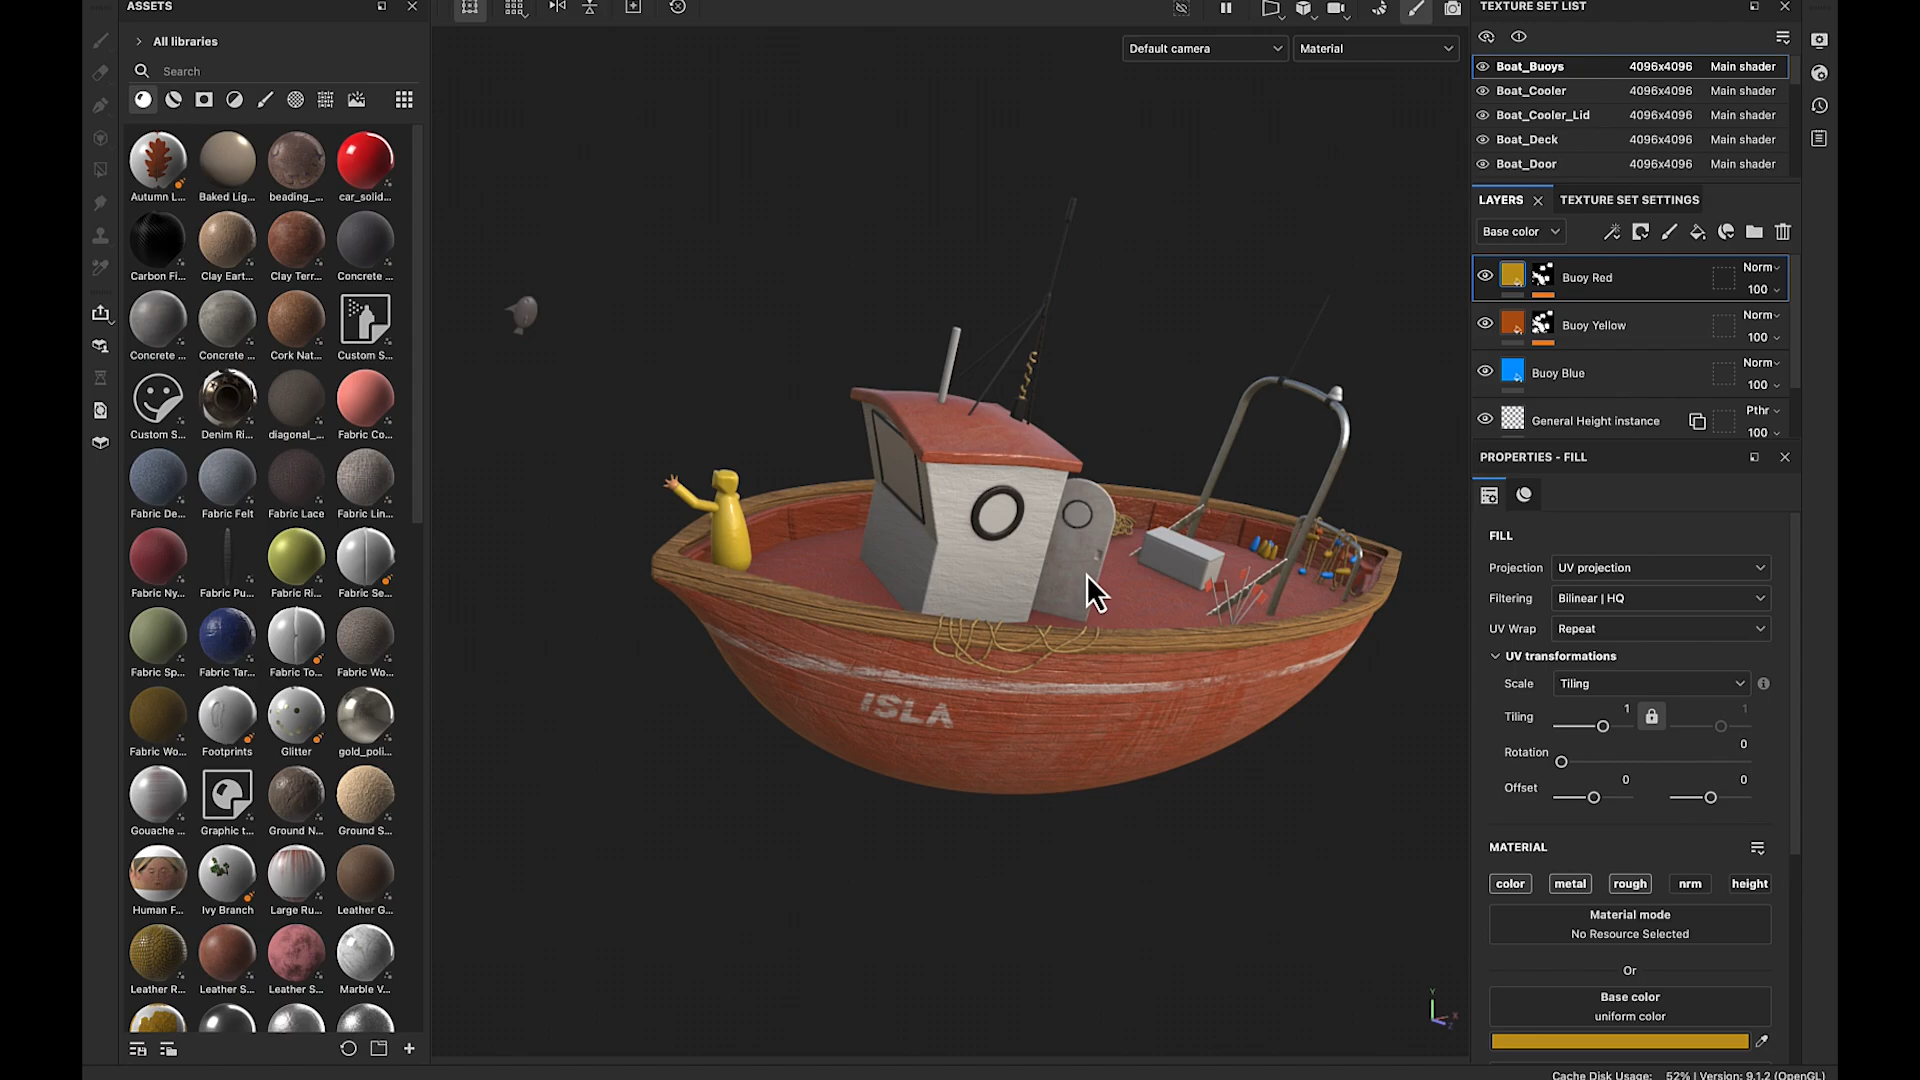 ASSETS
All libraries
Search
Autumn L... Baked Lig... beading_... car_solid...
Carbon Fi... Clay Eart... Clay Terr... Concrete ...
Concrete ... Concrete ... Cork Nat... Custom S...
Custom S... Denim Ri... diagonal_... Fabric Co...
Fabric De... Fabric Felt Fabric Lace Fabric Lin...
Fabric Ny... Fabric Pu... Fabric Ri... Fabric Se...
Fabric Sp... Fabric Tar... Fabric To... Fabric Wo...
Fabric Wo... Footprints Glitter gold_poli...
Gouache ... Graphic t... Ground N... Ground S...
Human F... Ivy Branch Large Ru... Leather G...
Leather R... Leather S... Leather S... Marble V...
Default camera Material
ISLA
Y
X
Z
TEXTURE SET LIST
Boat_Buoys 4096x4096 Main shader
Boat_Cooler 4096x4096 Main shader
Boat_Cooler_Lid 4096x4096 Main shader
Boat_Deck 4096x4096 Main shader
Boat_Door 4096x4096 Main shader
LAYERS TEXTURE SET SETTINGS
Base color
Buoy Red Norm 100
Buoy Yellow Norm 100
Buoy Blue Norm 100
General Height instance Pthr 100
PROPERTIES - FILL
FILL
Projection UV projection
Filtering Bilinear | HQ
UV Wrap Repeat
UV transformations
Scale Tiling
Tiling 1 1
Rotation 0
Offset 0 0
MATERIAL
color metal rough nrm height
Material mode
No Resource Selected
Or
Base color
uniform color
Cache Disk Usage: 52% | Version: 9.1.2 (OpenGL)